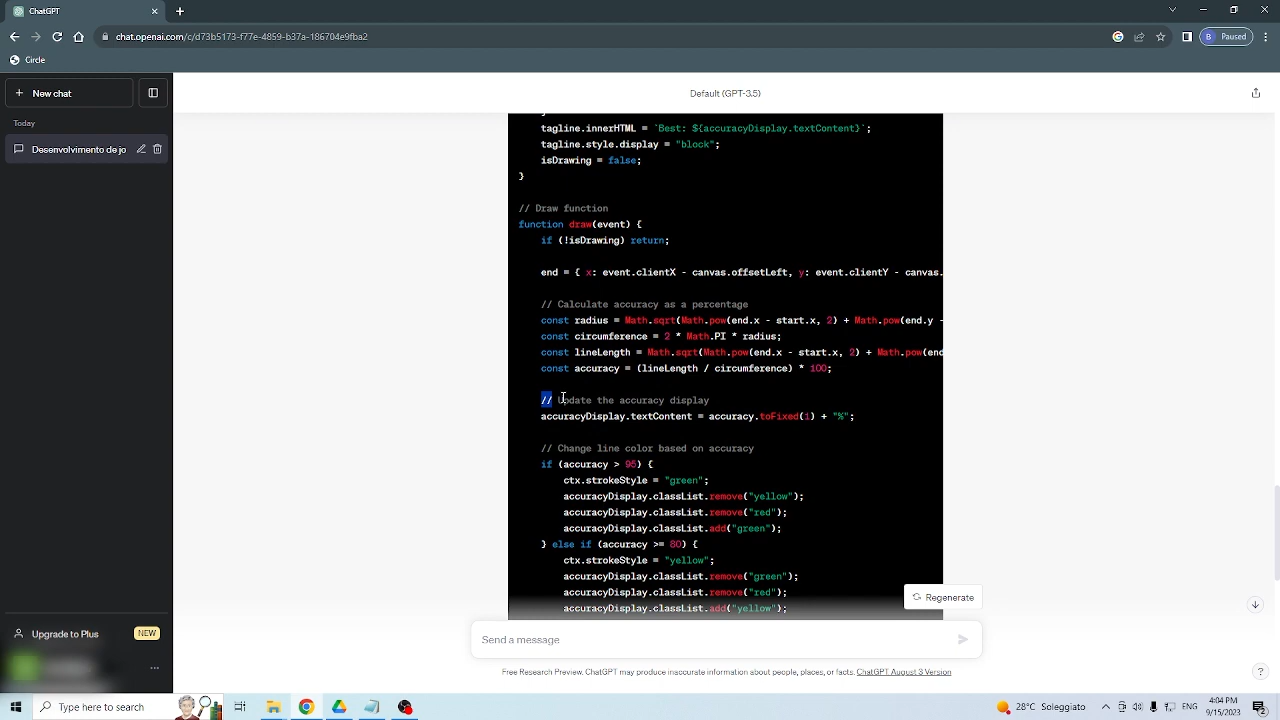 ChatGPT
chat.openai.com/c/d73b5173-f77e-4859-b37a-186704e9fba2
B
Paused
Code
New chat
Default (GPT-3.5)
Today
Harmonious tone to Deep
}
tagline.innerHTML = `Best: ${accuracyDisplay.textContent}`;
tagline.style.display = "block";
isDrawing = false;
}
// Draw function
function draw(event) {
if (!isDrawing) return;
end = { x: event.clientX - canvas.offsetLeft, y: event.clientY - canvas.
// Calculate accuracy as a percentage
const radius = Math.sqrt(Math.pow(end.x - start.x, 2) + Math.pow(end.y -
const circumference = 2 * Math.PI * radius;
const lineLength = Math.sqrt(Math.pow(end.x - start.x, 2) + Math.pow(end
const accuracy = (lineLength / circumference) * 100;
// Update the accuracy display
accuracyDisplay.textContent = accuracy.toFixed(1) + "%";
// Change line color based on accuracy
if (accuracy > 95) {
ctx.strokeStyle = "green";
accuracyDisplay.classList.remove("yellow");
accuracyDisplay.classList.remove("red");
accuracyDisplay.classList.add("green");
} else if (accuracy >= 80) {
ctx.strokeStyle = "yellow";
accuracyDisplay.classList.remove("green");
accuracyDisplay.classList.remove("red");
accuracyDisplay.classList.add("yellow");
Regenerate
Send a message
Upgrade to Plus
NEW
Free Research Preview. ChatGPT may produce inaccurate information about people, places, or facts. ChatGPT August 3 Version
?
Type here to search
28°C Soleggiato
ENG
4:04 PM
9/15/2023